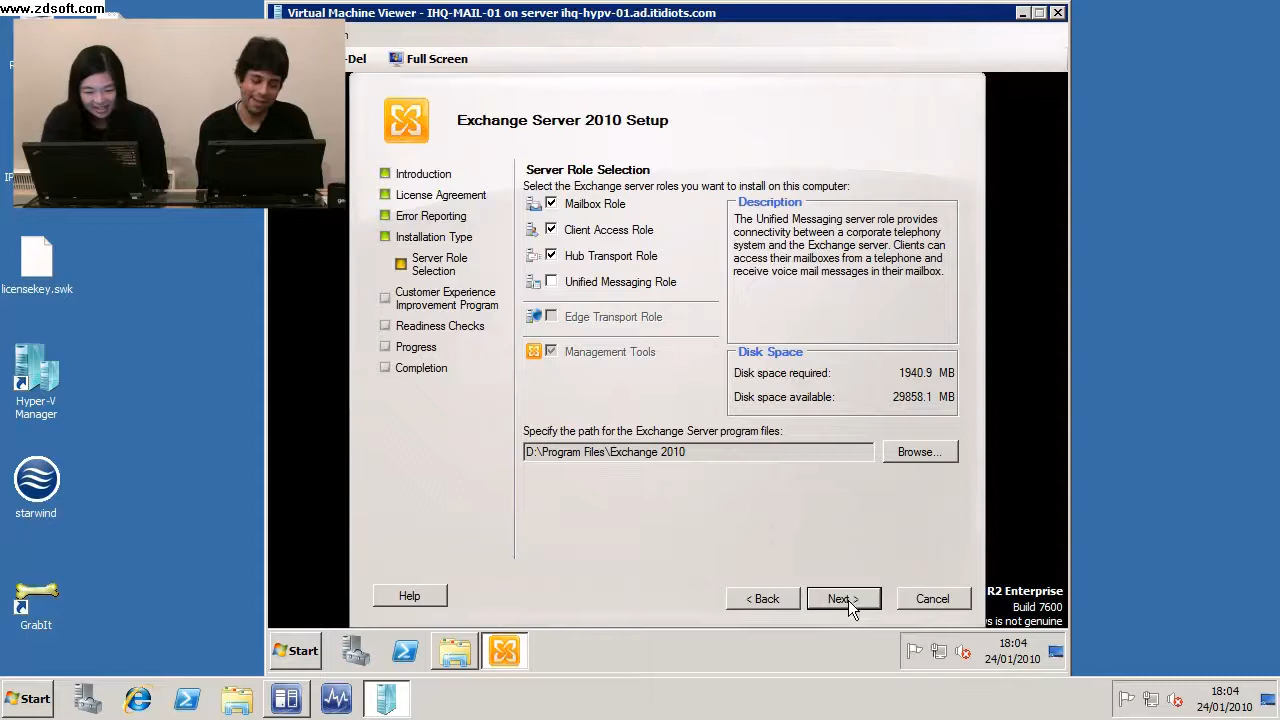 www.zdsoft.com
Virtual Machine Viewer - IHQ-MAIL-01 on server ihq-hypv-01.ad.itidiots.com
-Del
Full Screen
Exchange Server 2010 Setup
Introduction
License Agreement
Error Reporting
Installation Type
Server Role
Selection
Customer Experience
Improvement Program
Readiness Checks
Progress
Completion
Server Role Selection
Select the Exchange server roles you want to install on this computer:
Mailbox Role
Client Access Role
Hub Transport Role
Unified Messaging Role
Edge Transport Role
Management Tools
Description
The Unified Messaging server role provides
connectivity between a corporate telephony
system and the Exchange server. Clients can
access their mailboxes from a telephone and
receive voice mail messages in their mailbox.
Disk Space
Disk space required: 1940.9 MB
Disk space available: 29858.1 MB
Specify the path for the Exchange Server program files:
D:\Program Files\Exchange 2010
Browse...
Help
< Back
Next >
Cancel
R2 Enterprise
Build 7600
s is not genuine
Start
18:04
24/01/2010
licensekey.swk
Hyper-V
Manager
starwind
GrabIt
Start
18:04
24/01/2010